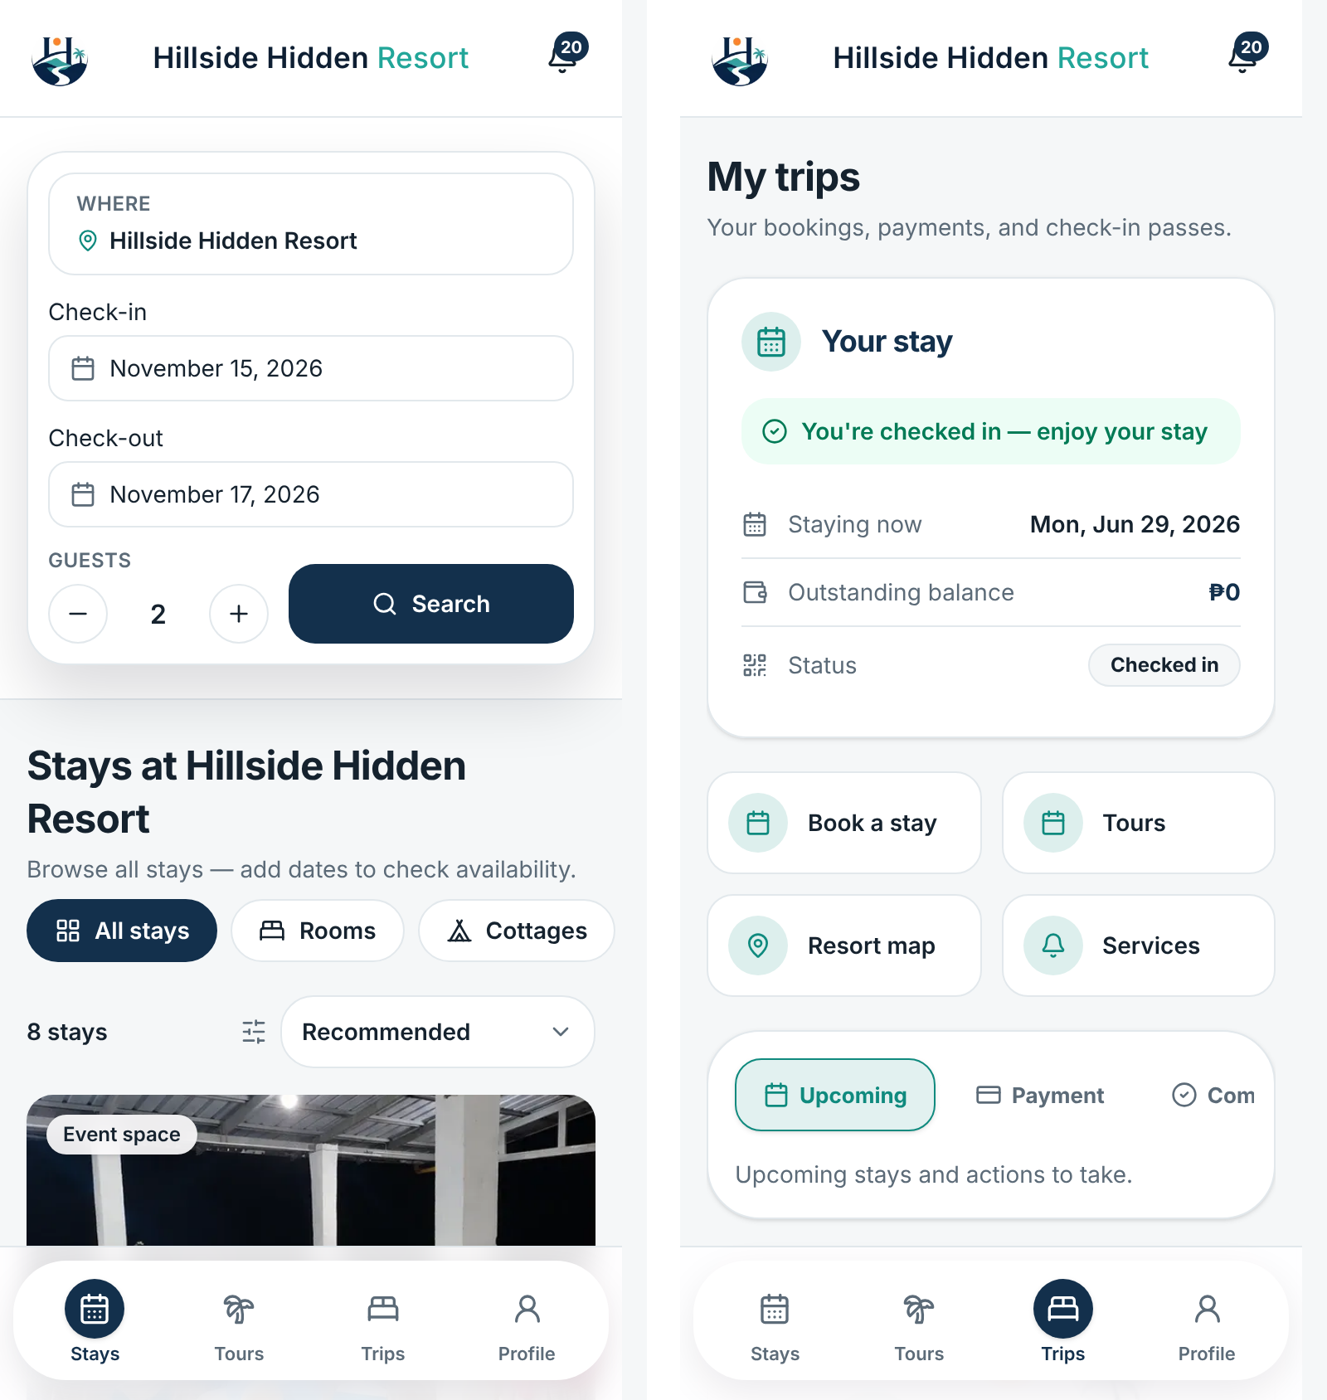 Hillside Hidden Resort
20
WHERE
Hillside Hidden Resort
Check-in
November 15, 2026
Check-out
November 17, 2026
GUESTS
2
Search
Stays at Hillside Hidden
Resort
Browse all stays — add dates to check availability.
All stays
Rooms
Cottages
8 stays
Recommended
Event space
Stays
Tours
Trips
Profile
Hillside Hidden Resort
20
My trips
Your bookings, payments, and check-in passes.
Your stay
You're checked in — enjoy your stay
Staying now
Mon, Jun 29, 2026
Outstanding balance
₱0
Status
Checked in
Book a stay
Tours
Resort map
Services
Upcoming
Payment
Com
Upcoming stays and actions to take.
Stays
Tours
Trips
Profile